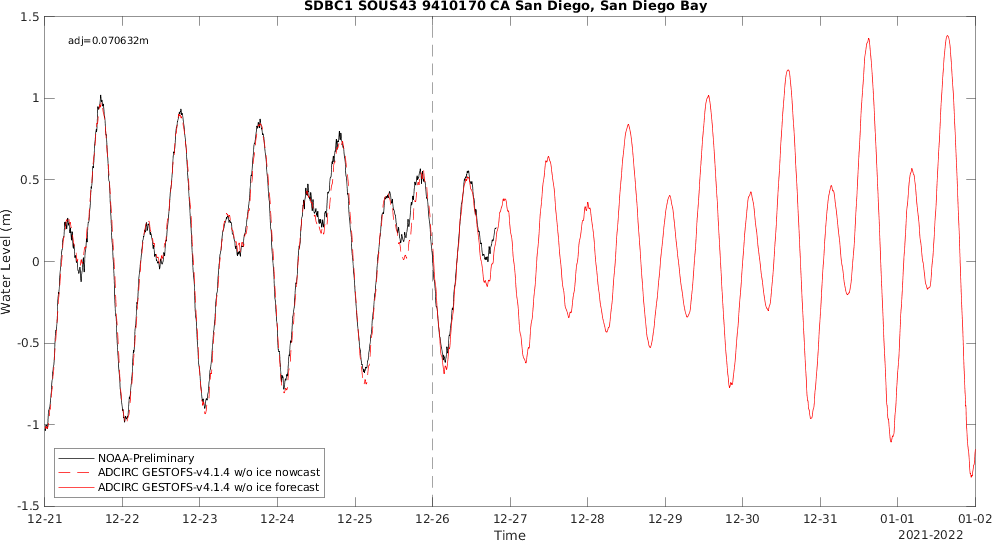 SDBC1 SOUS43 9410170 CA San Diego, San Diego Bay
adj=0.070632m
1.5
1
0.5
0
-0.5
-1
-1.5
Water Level (m)
NOAA-Preliminary
ADCIRC GESTOFS-v4.1.4 w/o ice nowcast
ADCIRC GESTOFS-v4.1.4 w/o ice forecast
12-21 12-22 12-23 12-24 12-25 12-26 12-27 12-28 12-29 12-30 12-31 01-01 01-02
Time
2021-2022